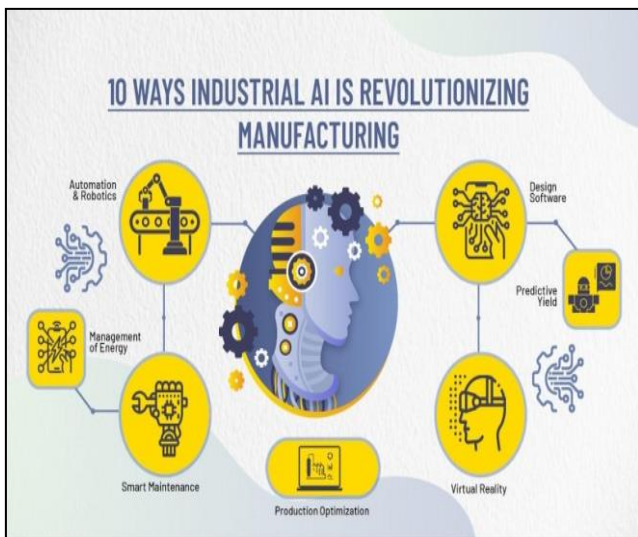 10 WAYS INDUSTRIAL AI IS REVOLUTIONIZING
MANUFACTURING
Automation
& Robotics
Design
Software
Predictive
Yield
Management
of Energy
Smart Maintenance
Production Optimization
Virtual Reality